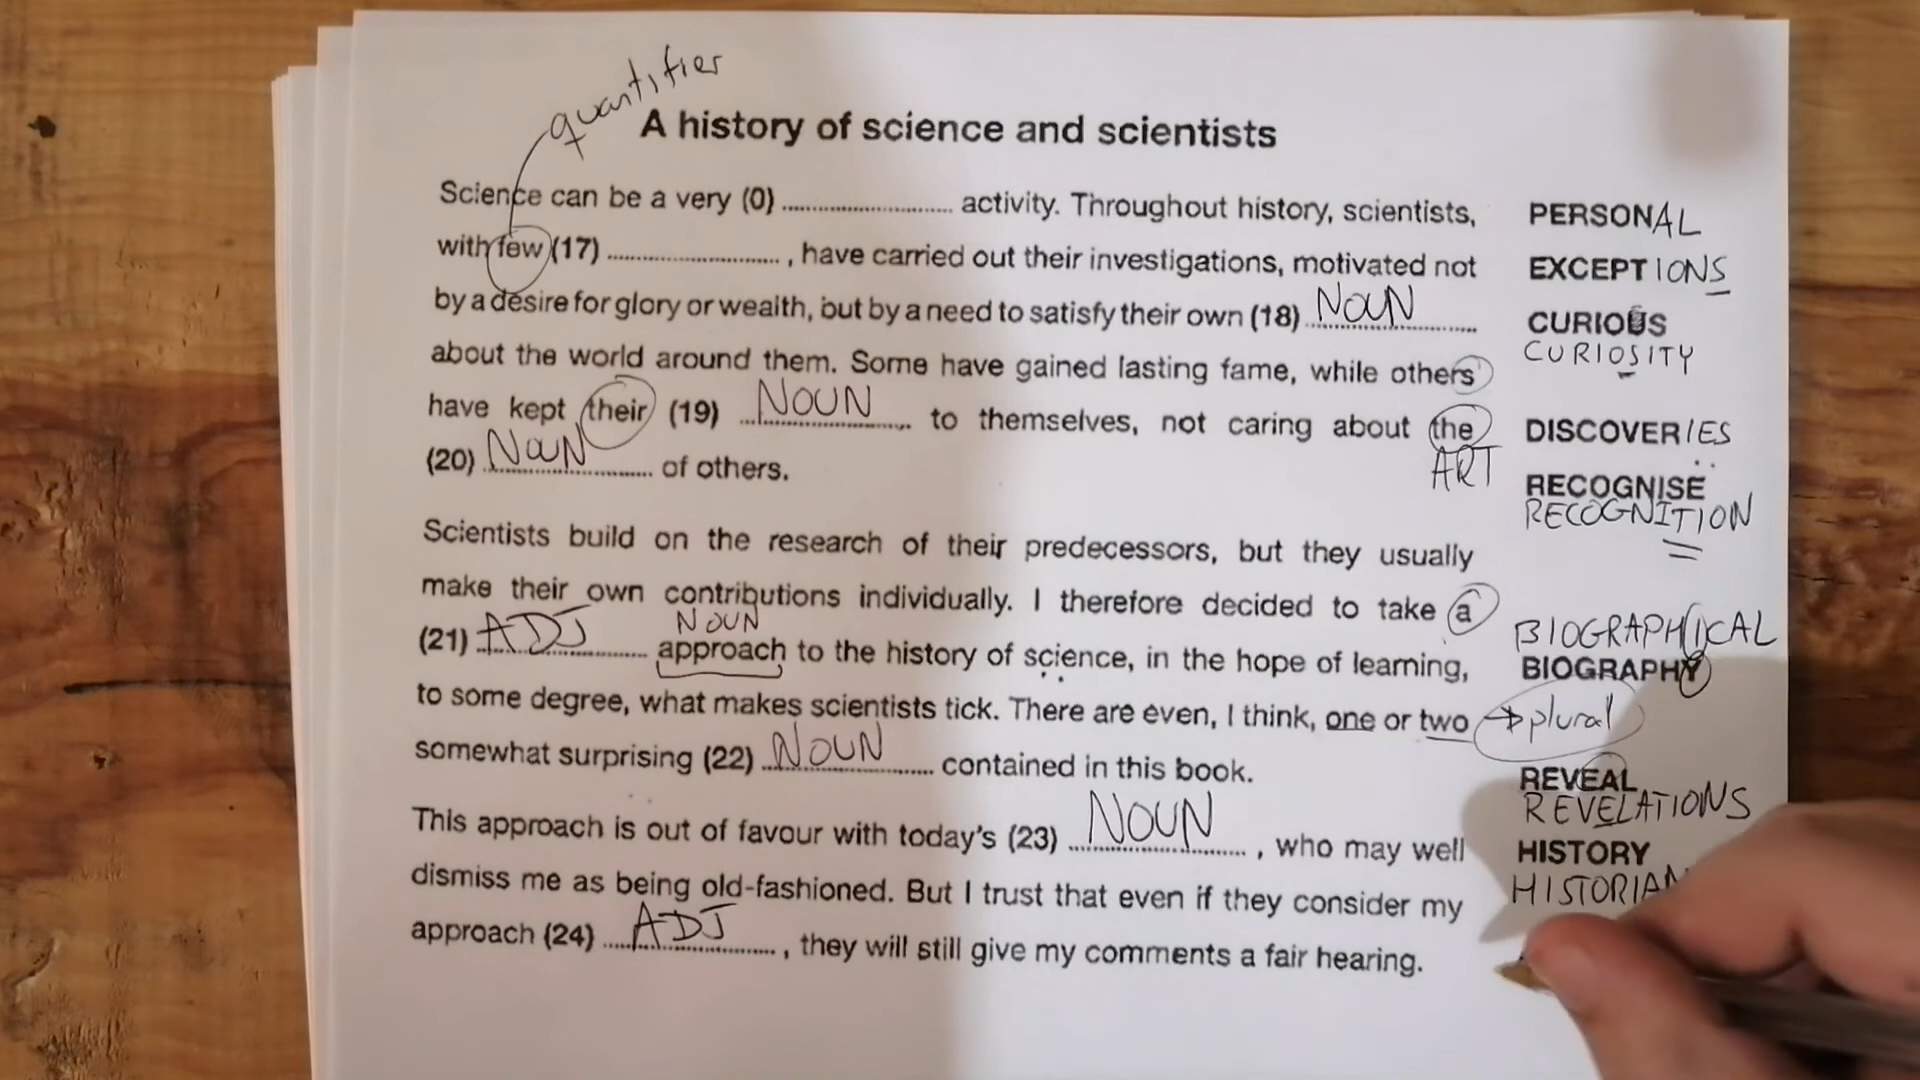 quantifier
A history of science and scientists
Science can be a very (0) ........................... activity. Throughout history, scientists, PERSONAL
with few (17) ..........................., have carried out their investigations, motivated not EXCEPTIONS
by a desire for glory or wealth, but by a need to satisfy their own (18) NOUN CURIOUS
CURIOSITY
about the world around them. Some have gained lasting fame, while others
have kept their (19) NOUN to themselves, not caring about the DISCOVERIES
ART
(20) NOUN of others. RECOGNISE
RECOGNITION
Scientists build on the research of their predecessors, but they usually
make their own contributions individually. I therefore decided to take a
NOUN BIOGRAPHICAL
(21) ADJ approach to the history of science, in the hope of learning, BIOGRAPHY
to some degree, what makes scientists tick. There are even, I think, one or two → plural
somewhat surprising (22) NOUN contained in this book. REVEAL
REVELATIONS
This approach is out of favour with today's (23) NOUN, who may well HISTORY
dismiss me as being old-fashioned. But I trust that even if they consider my
approach (24) ADJ, they will still give my comments a fair hearing.